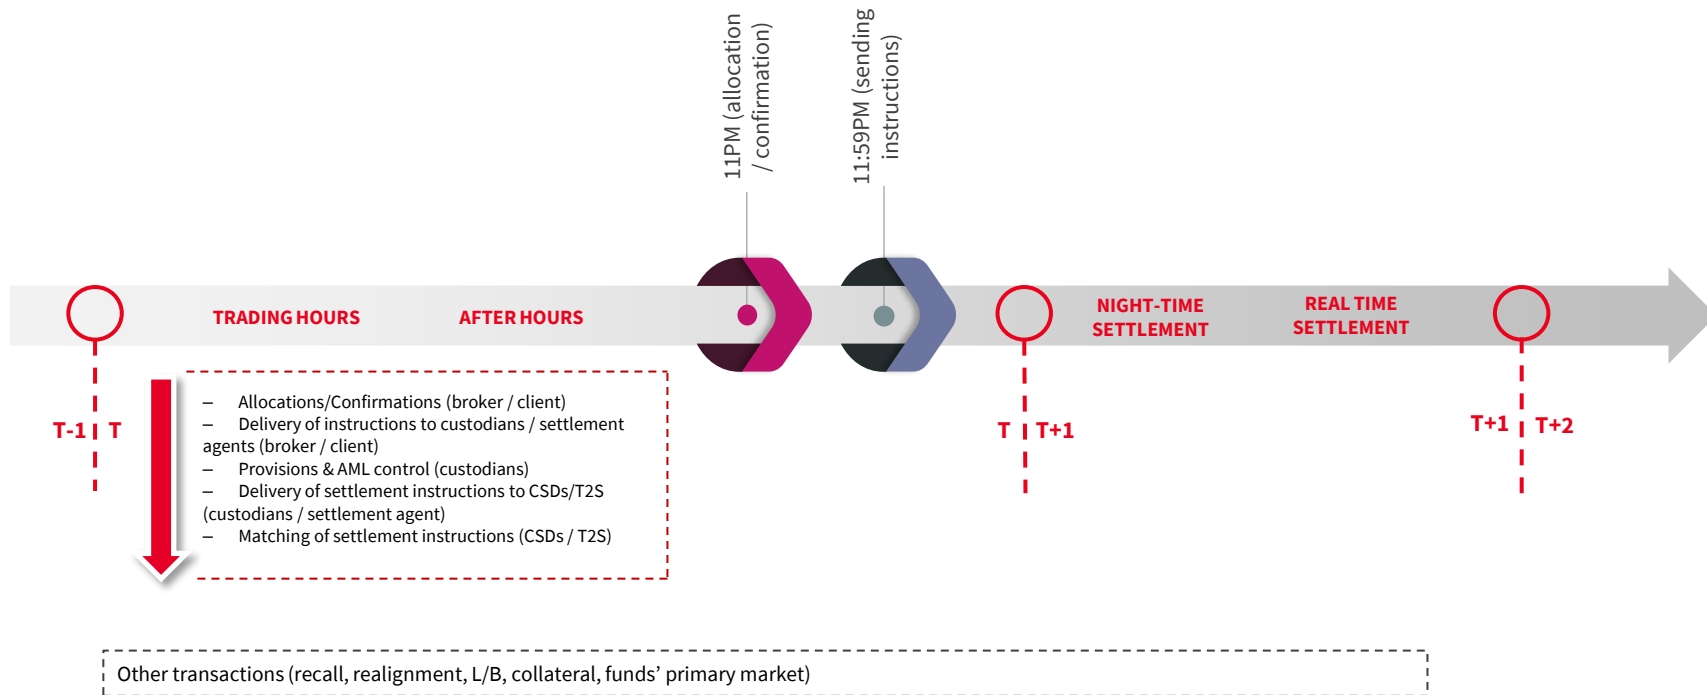 11PM (allocation
/ confirmation)
11:59PM (sending
instructions)
TRADING HOURS
AFTER HOURS
NIGHT-TIME
SETTLEMENT
REAL TIME
SETTLEMENT
T-1
T
– Allocations/Confirmations (broker / client)
– Delivery of instructions to custodians / settlement
agents (broker / client)
– Provisions & AML control (custodians)
– Delivery of settlement instructions to CSDs/T2S
(custodians / settlement agent)
– Matching of settlement instructions (CSDs / T2S)
T
T+1
T+1
T+2
Other transactions (recall, realignment, L/B, collateral, funds’ primary market)